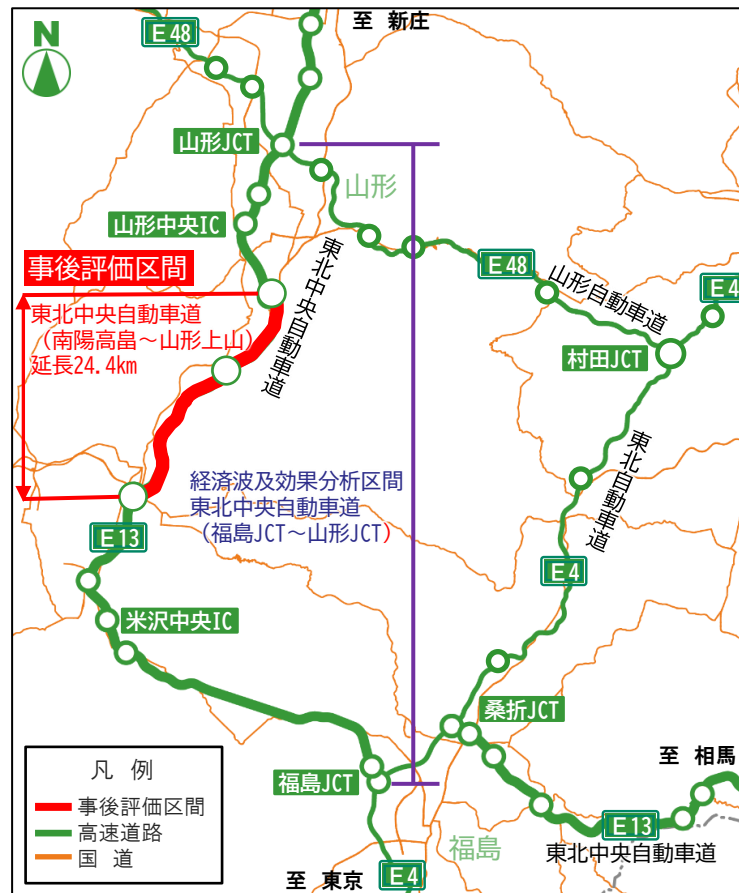 至 新庄
E48
N
山形JCT
山形
山形中央IC
事後評価区間
東北中央自動車道
E48
山形自動車道
E4
東北中央自動車道
（南陽高畠～山形上山）
延長24.4km
村田JCT
東北自動車道
経済波及効果分析区間
東北中央自動車道
（福島JCT～山形JCT）
E13
E4
米沢中央IC
桑折JCT
至 相馬
福島JCT
凡 例
事後評価区間
高速道路
国 道
E13
福島
東北中央自動車道
至 東京
E4